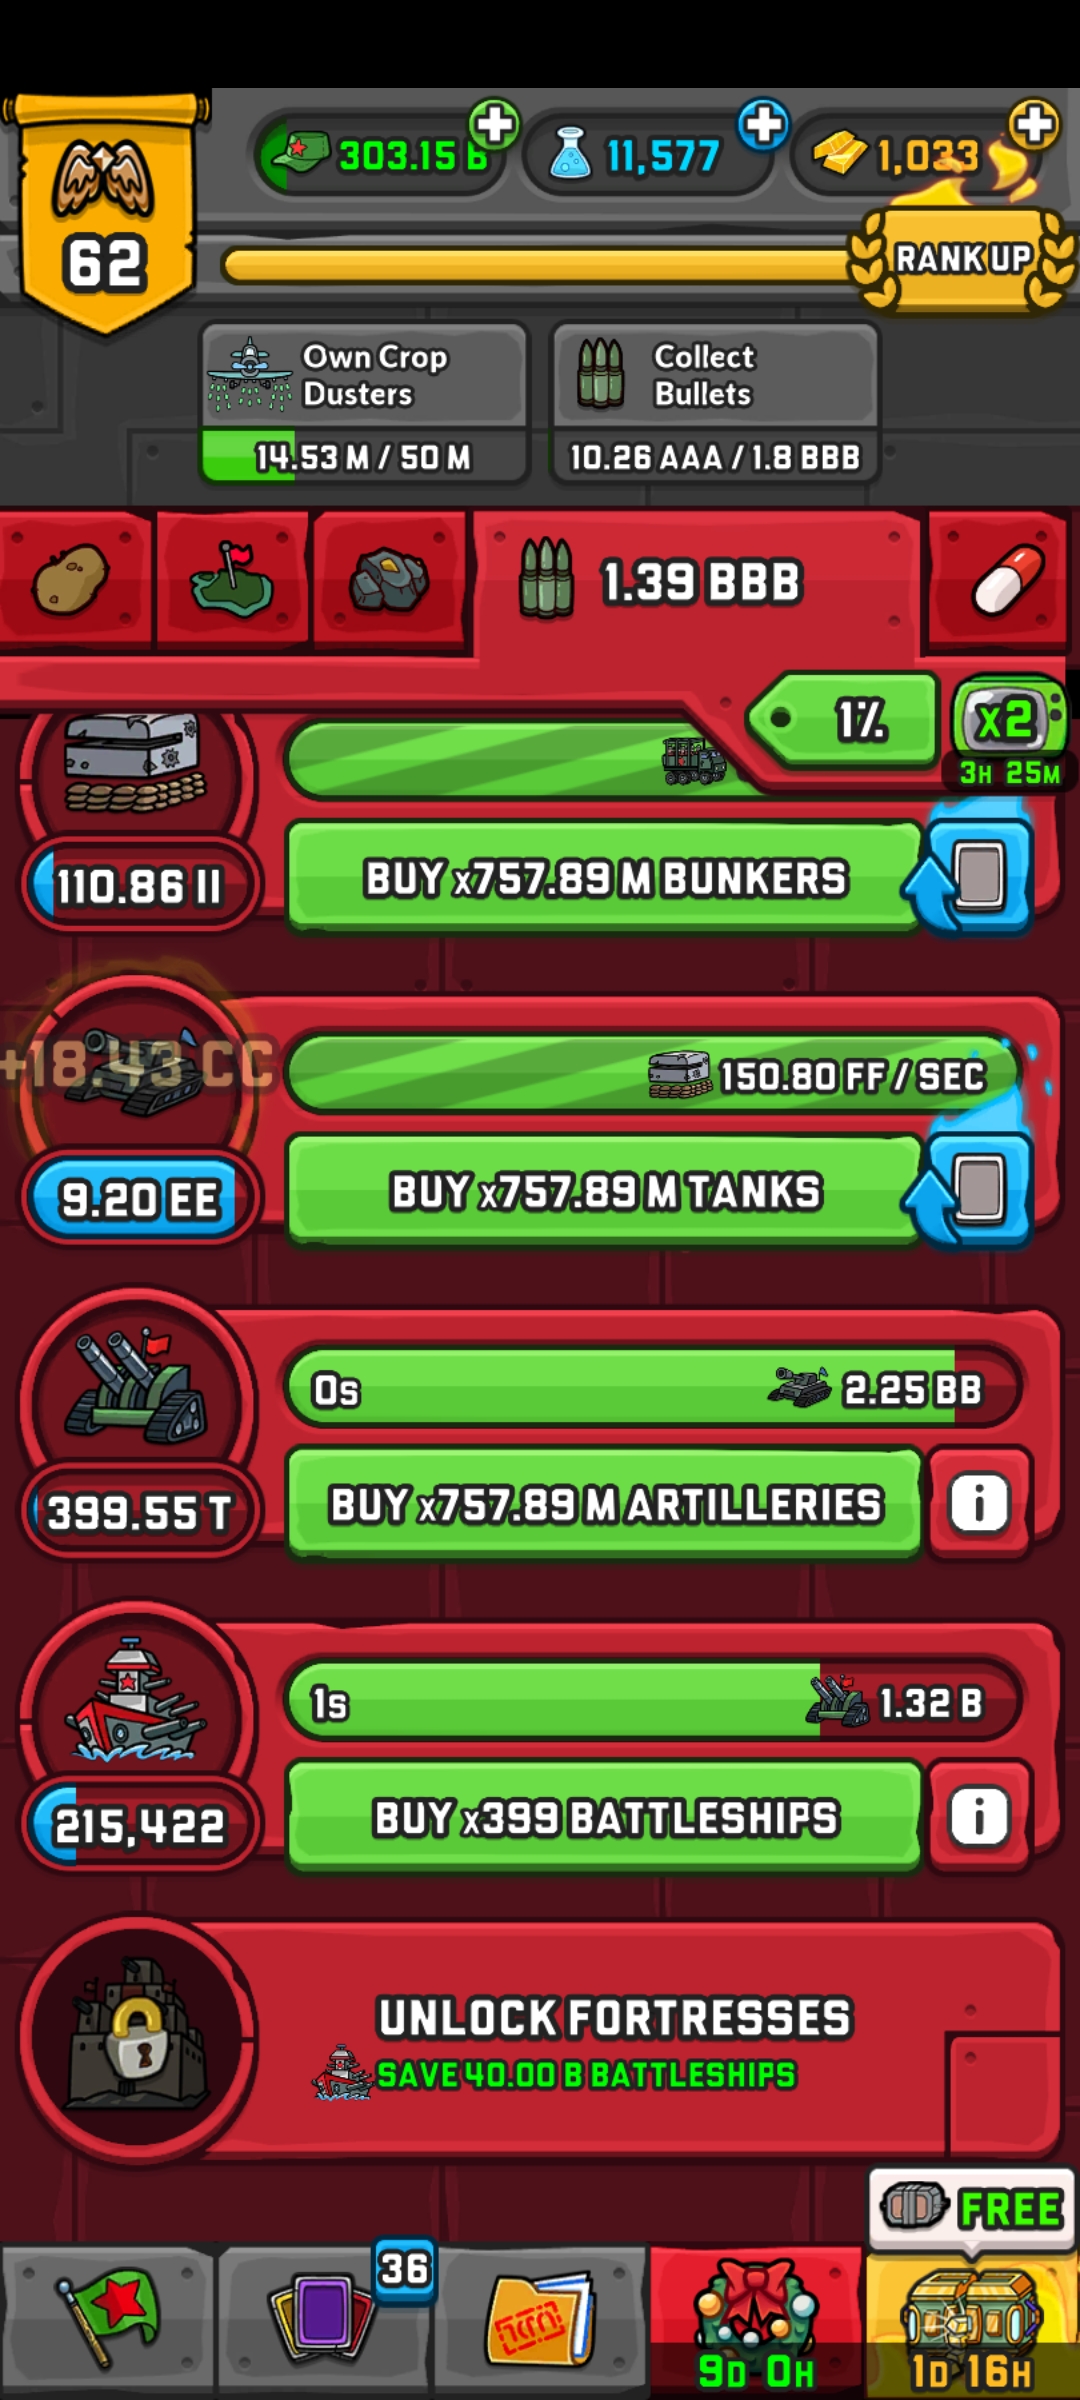 62
303.15 B
11,577
1,033
RANK UP
Own Crop
Dusters
14.53 M / 50 M
Collect
Bullets
10.26 AAA / 1.8 BBB
1.39 BBB
1%
x2
3H 25M
110.86 II
BUY x757.89 M BUNKERS
+18.43 CC
150.80 FF / SEC
9.20 EE
BUY x757.89 M TANKS
0s
2.25 BB
399.55 T
BUY x757.89 M ARTILLERIES
i
1s
1.32 B
215,422
BUY x399 BATTLESHIPS
i
UNLOCK FORTRESSES
SAVE 40.00 B BATTLESHIPS
FREE
36
9D 0H
1D 16H